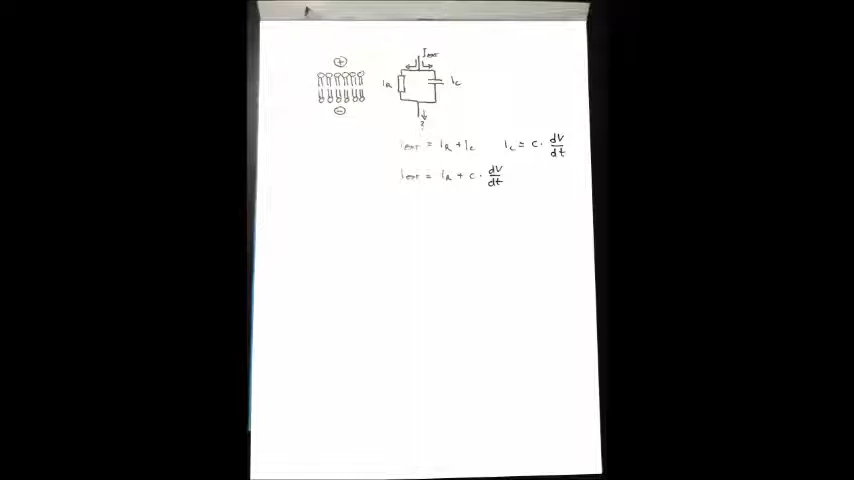 +
I_ext
I_R
I_C
−
I_ext = I_R + I_C    I_C = C · dV/dt
I_ext = I_R + C · dV/dt